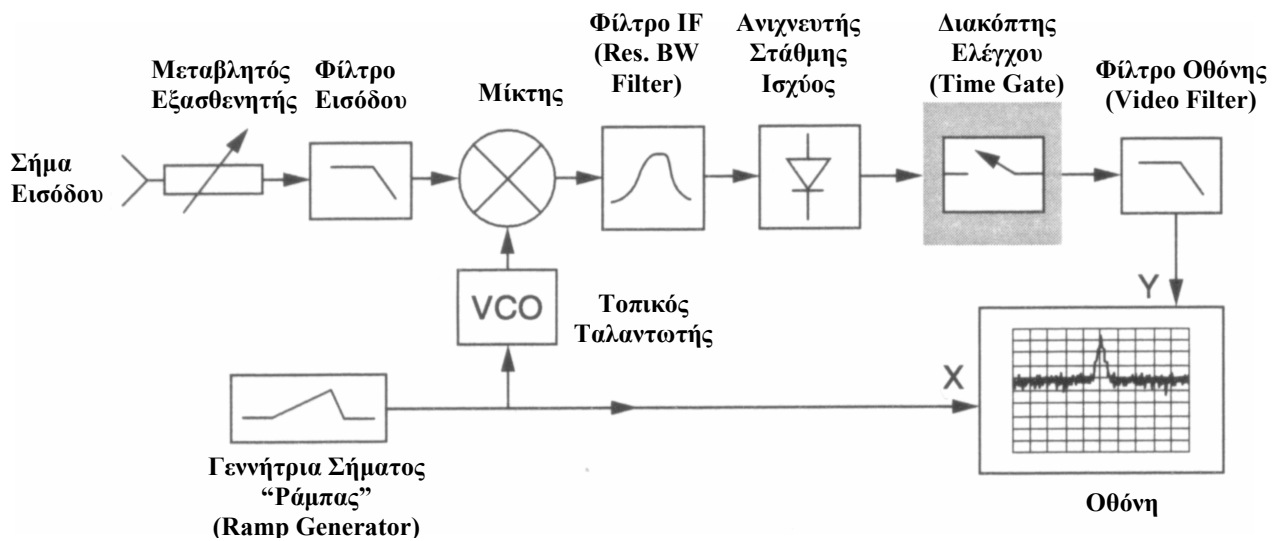 Μεταβλητός
Εξασθενητής
Φίλτρο
Εισόδου
Μίκτης
Φίλτρο IF
(Res. BW
Filter)
Ανιχνευτής
Στάθμης
Ισχύος
Διακόπτης
Ελέγχου
(Time Gate)
Φίλτρο Οθόνης
(Video Filter)
Σήμα
Εισόδου
VCO
Τοπικός
Ταλαντωτής
Y
X
Γεννήτρια Σήματος
“Ράμπας”
(Ramp Generator)
Οθόνη